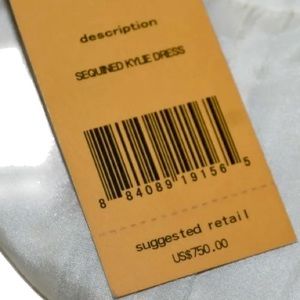 description
SEQUINED KYLIE DRESS
8 84089 19156 5
suggested retail
US$750.00